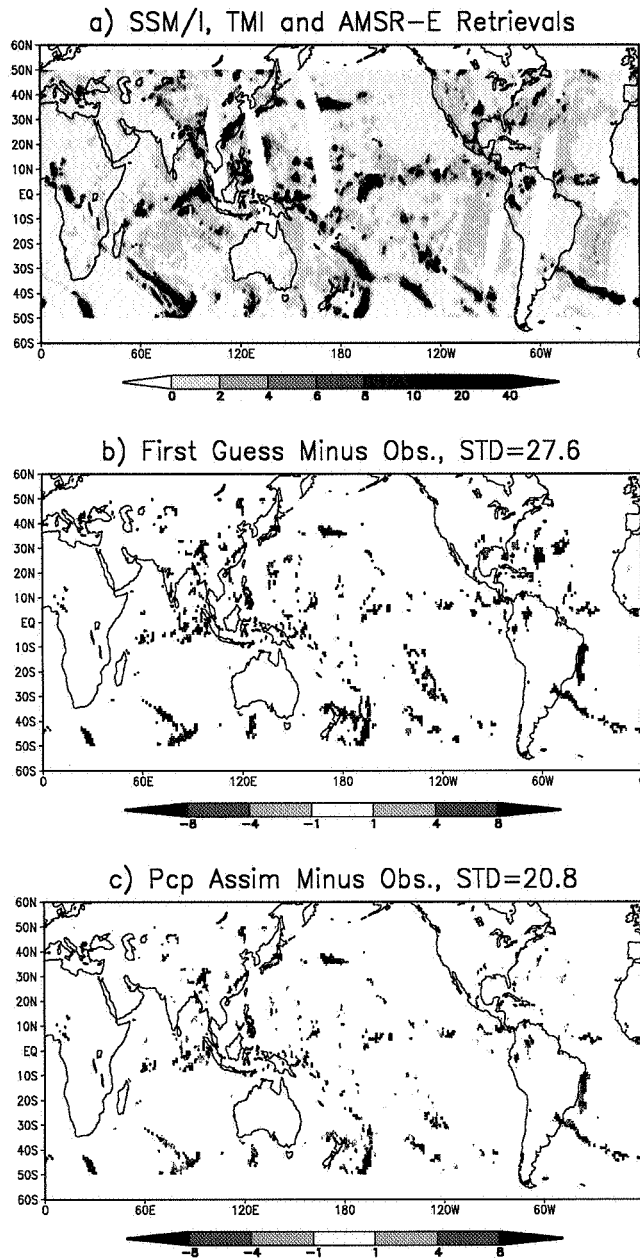 a) SSM/I, TMI and AMSR-E Retrievals
60N
50N
40N
30N
20N
10N
EQ
10S
20S
30S
40S
50S
60S
0 60E 120E 180 120W 60W 0
0 2 4 6 8 10 20 40
b) First Guess Minus Obs., STD=27.6
60N
50N
40N
30N
20N
10N
EQ
10S
20S
30S
40S
50S
60S
60E 120E 180 120W 60W
-8 -4 -1 1 4 8
c) Pcp Assim Minus Obs., STD=20.8
60N
50N
40N
30N
20N
10N
EQ
10S
20S
30S
40S
50S
60S
0 60E 120E 180 120W 60W
-8 -4 -1 1 4 8